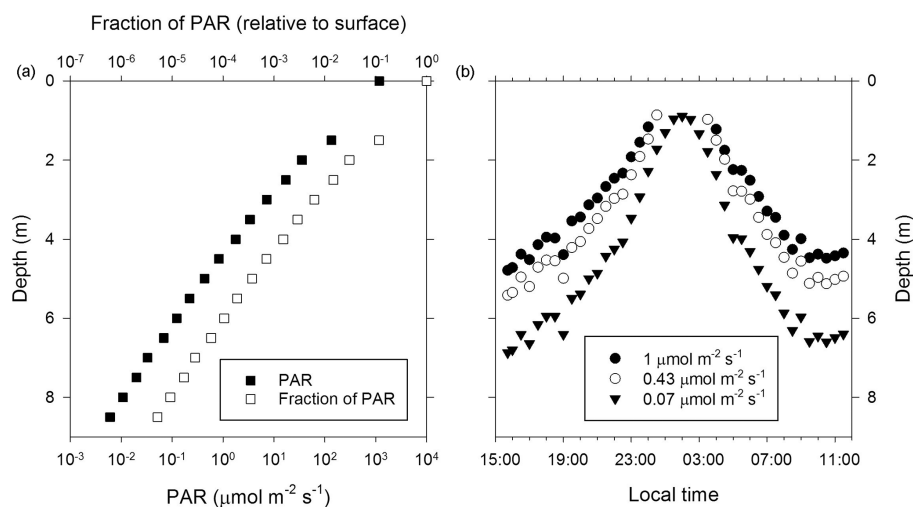 Fraction of PAR (relative to surface)
10⁻⁷ 10⁻⁶ 10⁻⁵ 10⁻⁴ 10⁻³ 10⁻² 10⁻¹ 10⁰
(a)
0
2
4
6
8
Depth (m)
PAR
Fraction of PAR
10⁻³ 10⁻² 10⁻¹ 10⁰ 10¹ 10² 10³ 10⁴
PAR (μmol m⁻² s⁻¹)
(b)
0
2
4
6
8
Depth (m)
1 μmol m⁻² s⁻¹
0.43 μmol m⁻² s⁻¹
0.07 μmol m⁻² s⁻¹
15:00 19:00 23:00 03:00 07:00 11:00
Local time